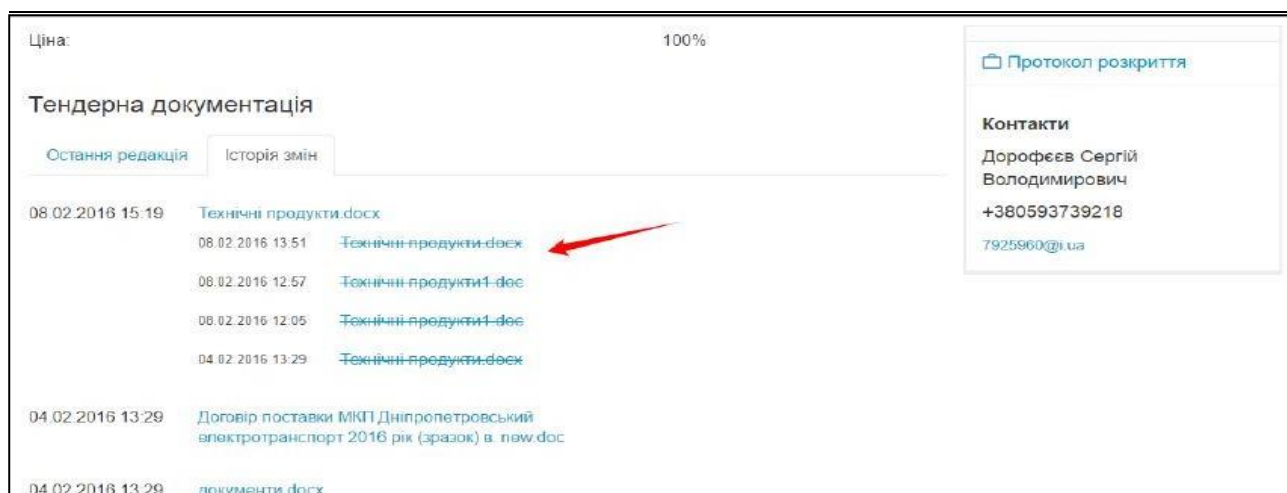 Ціна: 100%
Тендерна документація
Остання редакція Історія змін
08.02.2016 15:19 Технічні продукти.docx
08.02.2016 13:51 Технічні продукти.docx
08.02.2016 12:57 Технічні продукти1.doc
08.02.2016 12:05 Технічні продукти1.doc
04.02.2016 13:29 Технічні продукти.docx
04.02.2016 13:29 Договір поставки МКП Дніпропетровський
електротранспорт 2016 рік (зразок) в new.doc
04.02.2016 13:29 документи.docx
Протокол розкриття
Контакти
Дорофєєв Сергій
Володимирович
+380593739218
7925960@i.ua